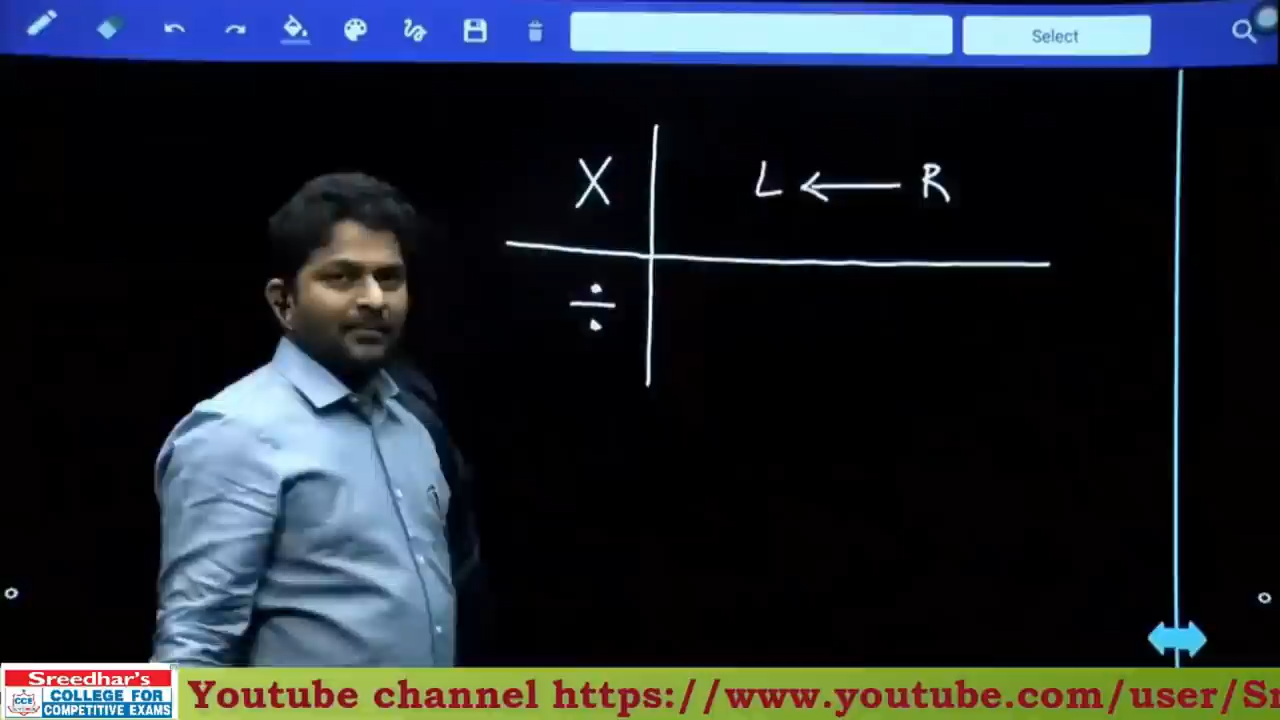 Select
X L ← R
÷
Sreedhar's
CCE
COLLEGE FOR
COMPETITIVE EXAMS
Youtube channel https://www.youtube.com/user/Sr